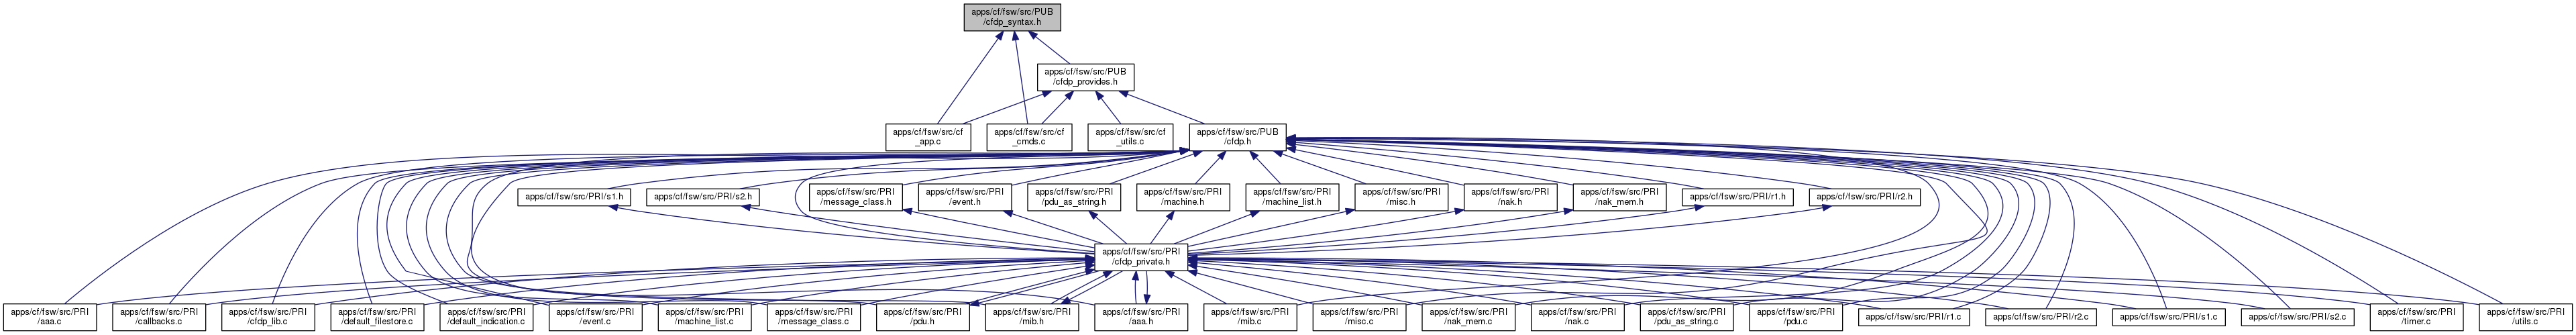 apps/cf/fsw/src/PUB
/cfdp_syntax.h
apps/cf/fsw/src/PUB
/cfdp_provides.h
apps/cf/fsw/src/cf
_app.c
apps/cf/fsw/src/cf
_cmds.c
apps/cf/fsw/src/cf
_utils.c
apps/cf/fsw/src/PUB
/cfdp.h
apps/cf/fsw/src/PRI/s1.h
apps/cf/fsw/src/PRI/s2.h
apps/cf/fsw/src/PRI
/message_class.h
apps/cf/fsw/src/PRI
/event.h
apps/cf/fsw/src/PRI
/pdu_as_string.h
apps/cf/fsw/src/PRI
/machine.h
apps/cf/fsw/src/PRI
/machine_list.h
apps/cf/fsw/src/PRI
/misc.h
apps/cf/fsw/src/PRI
/nak.h
apps/cf/fsw/src/PRI
/nak_mem.h
apps/cf/fsw/src/PRI/r1.h
apps/cf/fsw/src/PRI/r2.h
apps/cf/fsw/src/PRI
/cfdp_private.h
apps/cf/fsw/src/PRI
/aaa.c
apps/cf/fsw/src/PRI
/callbacks.c
apps/cf/fsw/src/PRI
/cfdp_lib.c
apps/cf/fsw/src/PRI
/default_filestore.c
apps/cf/fsw/src/PRI
/default_indication.c
apps/cf/fsw/src/PRI
/event.c
apps/cf/fsw/src/PRI
/machine_list.c
apps/cf/fsw/src/PRI
/message_class.c
apps/cf/fsw/src/PRI
/pdu.h
apps/cf/fsw/src/PRI
/mib.h
apps/cf/fsw/src/PRI
/aaa.h
apps/cf/fsw/src/PRI
/mib.c
apps/cf/fsw/src/PRI
/misc.c
apps/cf/fsw/src/PRI
/nak_mem.c
apps/cf/fsw/src/PRI
/nak.c
apps/cf/fsw/src/PRI
/pdu_as_string.c
apps/cf/fsw/src/PRI
/pdu.c
apps/cf/fsw/src/PRI/r1.c
apps/cf/fsw/src/PRI/r2.c
apps/cf/fsw/src/PRI/s1.c
apps/cf/fsw/src/PRI/s2.c
apps/cf/fsw/src/PRI
/timer.c
apps/cf/fsw/src/PRI
/utils.c